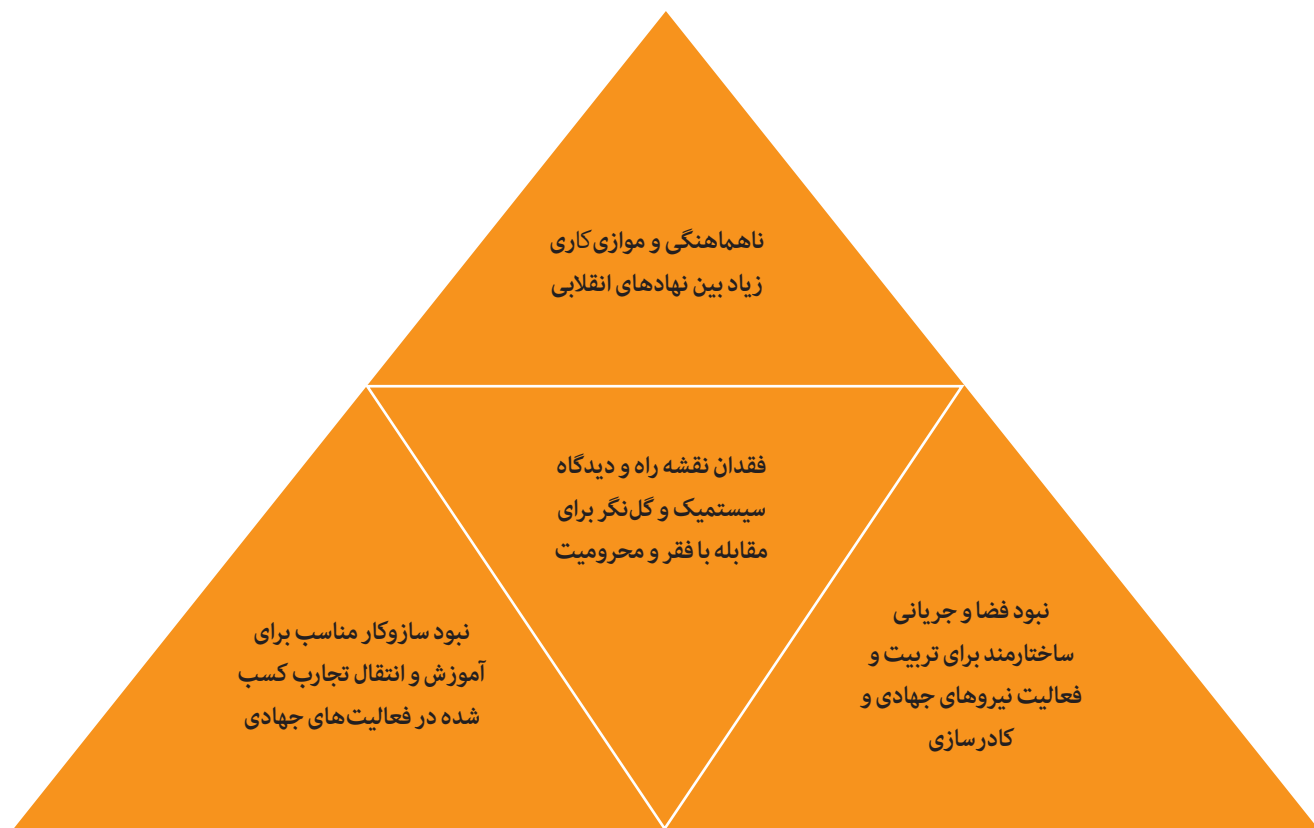 ناهماهنگی و موازی‌کاری
زیاد بین نهادهای انقلابی
فقدان نقشه راه و دیدگاه
سیستمیک و گل‌نگر برای
مقابله با فقر و محرومیت
نبود فضا و جریانی
ساختارمند برای تربیت و
فعالیت نیروهای جهادی و
کادرسازی
نبود سازوکار مناسب برای
آموزش و انتقال تجارب کسب
شده در فعالیت‌های جهادی